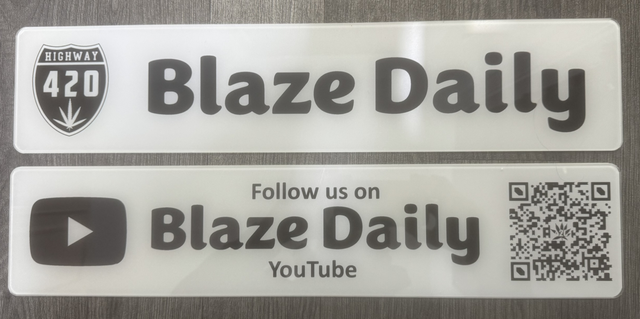 HIGHWAY
420
Blaze Daily
Follow us on
Blaze Daily
YouTube